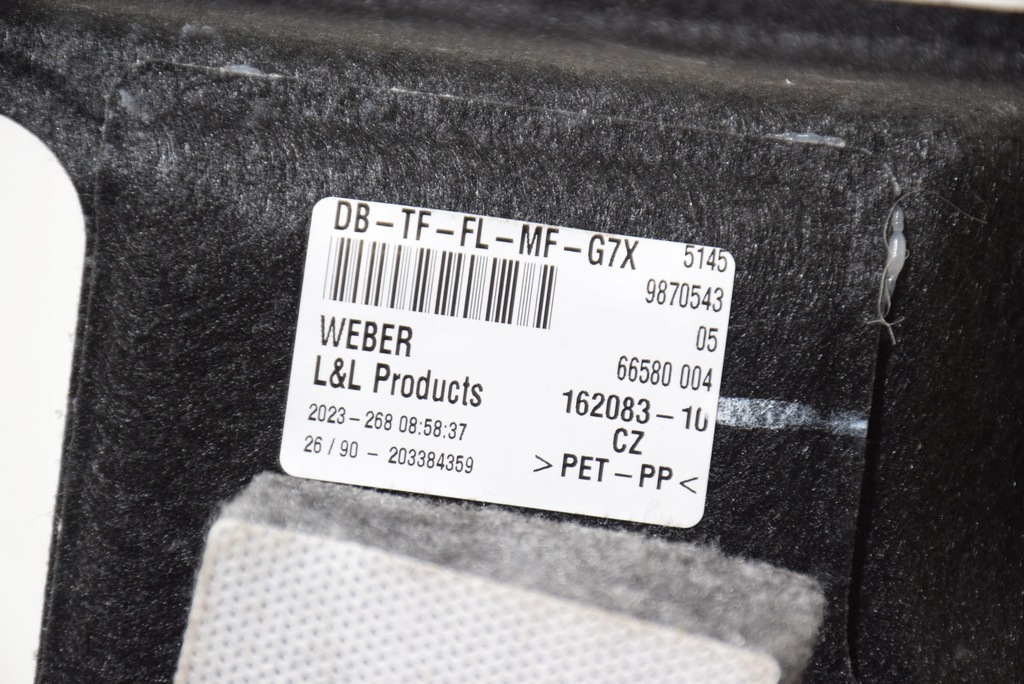 DB-TF-FL-MF-G7X 5145
9870543
05
WEBER
66580 004
L&L Products
162083-10
2023-268 08:58:37
CZ
26 / 90 - 203384359
>PET-PP<